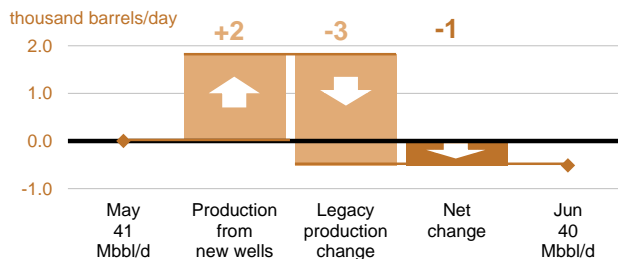 thousand barrels/day
+2 -3 -1
2.0
1.0
0.0
-1.0
May Production Legacy Net Jun
41 from production change 40
Mbbl/d new wells change Mbbl/d